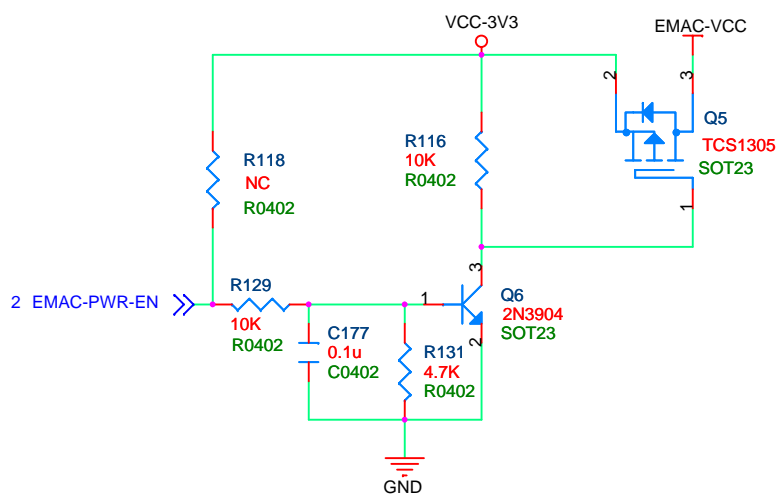 VCC-3V3
EMAC-VCC
2
3
Q5
TCS1305
SOT23
1
R116
10K
R0402
R118
NC
R0402
2 EMAC-PWR-EN
R129
10K
R0402
1
3
Q6
2N3904
SOT23
2
C177
0.1u
C0402
R131
4.7K
R0402
GND